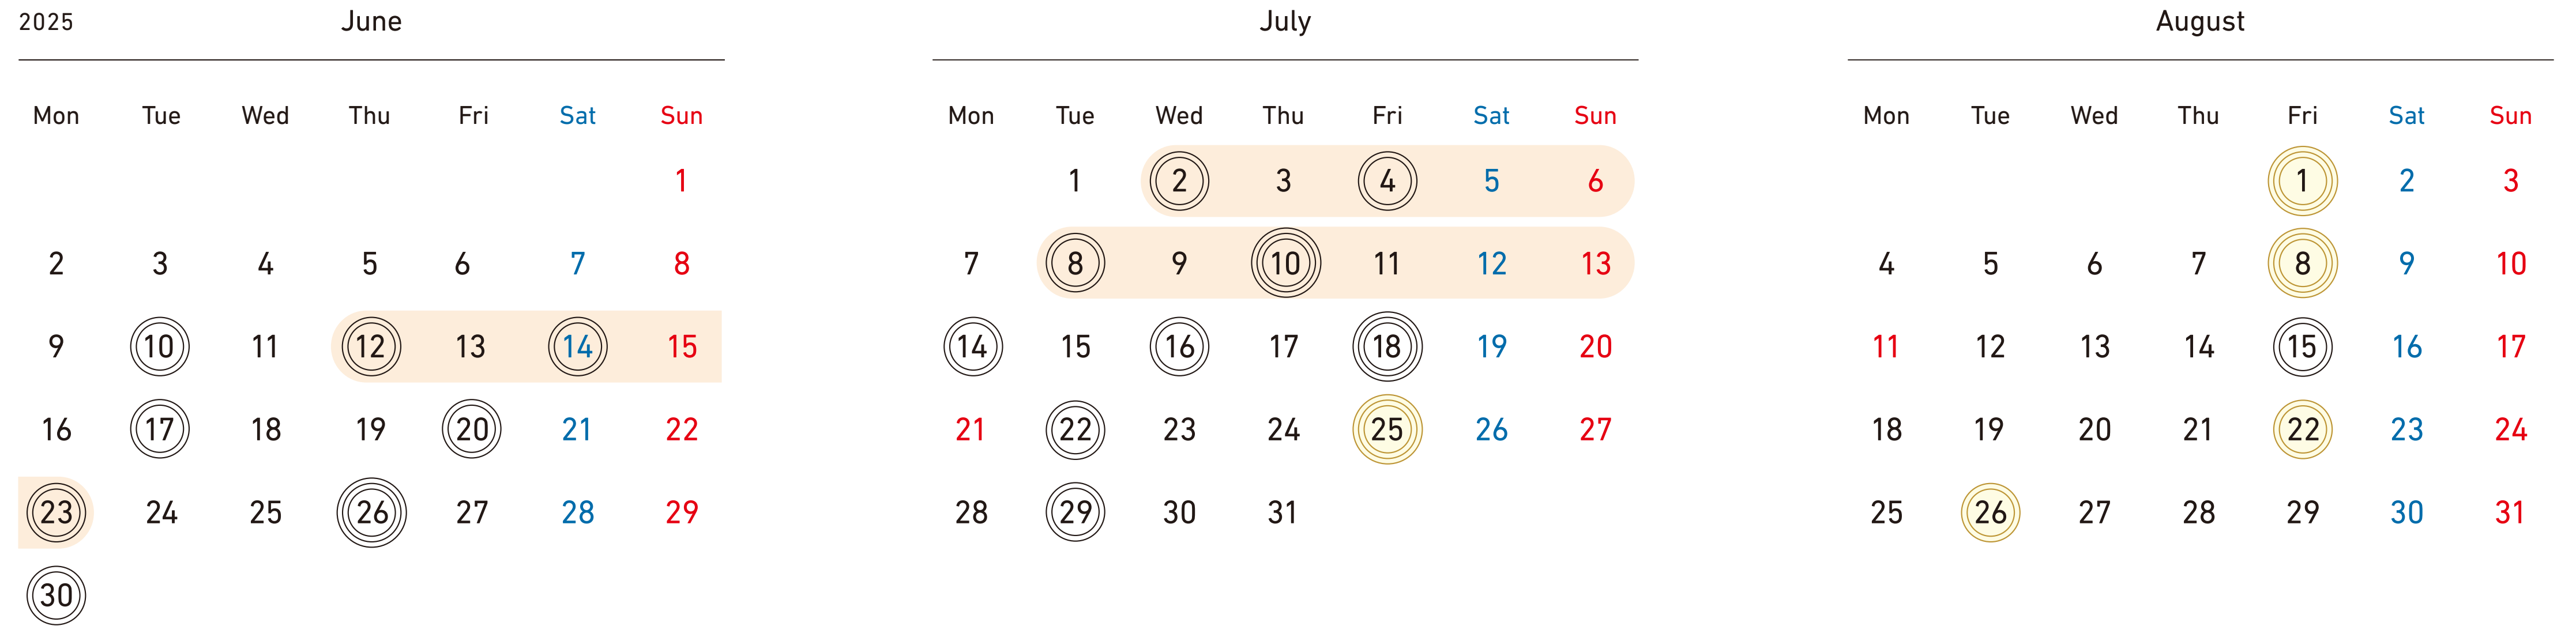 2025 June
Mon Tue Wed Thu Fri Sat Sun
1
2 3 4 5 6 7 8
9 10 11 12 13 14 15
16 17 18 19 20 21 22
23 24 25 26 27 28 29
30
July
Mon Tue Wed Thu Fri Sat Sun
1 2 3 4 5 6
7 8 9 10 11 12 13
14 15 16 17 18 19 20
21 22 23 24 25 26 27
28 29 30 31
August
Mon Tue Wed Thu Fri Sat Sun
1 2 3
4 5 6 7 8 9 10
11 12 13 14 15 16 17
18 19 20 21 22 23 24
25 26 27 28 29 30 31